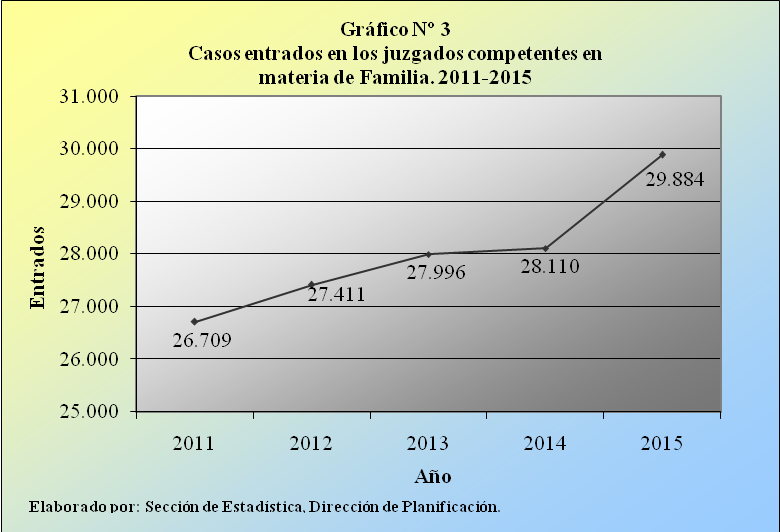 Gráfico Nº 3
Casos entrados en los juzgados competentes en
materia de Familia. 2011-2015
31.000
30.000
29.000
28.000
27.000
26.000
25.000
Entrados
26.709
27.411
27.996
28.110
29.884
2011 2012 2013 2014 2015
Año
Elaborado por: Sección de Estadística, Dirección de Planificación.